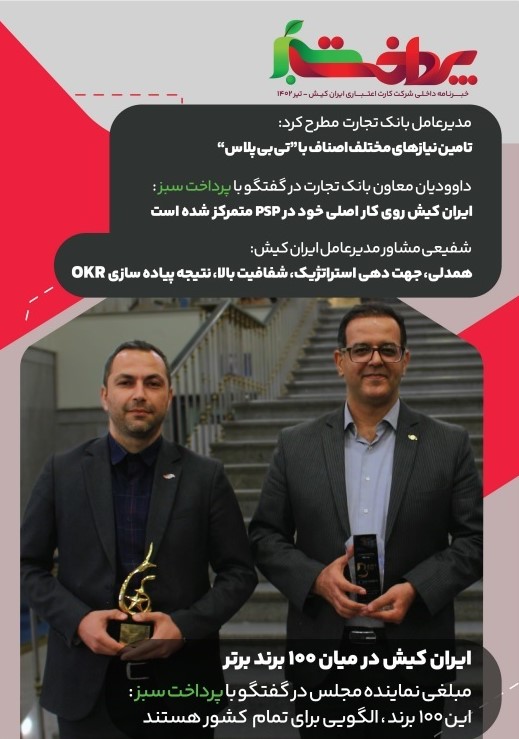 پرداخت سبز
خبرنامه داخلی شرکت کارت اعتباری ایران کیش - تیر ۱۴۰۲
مدیرعامل بانک تجارت مطرح کرد:
تامین نیازهای مختلف اصناف با "تی بی پلاس"
داوودیان معاون بانک تجارت در گفتگو با پرداخت سبز:
ایران کیش روی کار اصلی خود در PSP متمرکز شده است
شفیعی مشاور مدیرعامل ایران کیش:
همدلی، جهت دهی استراتژیک، شفافیت بالا، نتیجه پیاده سازی OKR
ایران کیش در میان ۱۰۰ برند برتر
مبلغی نماینده مجلس در گفتگو با پرداخت سبز:
این ۱۰۰ برند، الگویی برای تمام کشور هستند